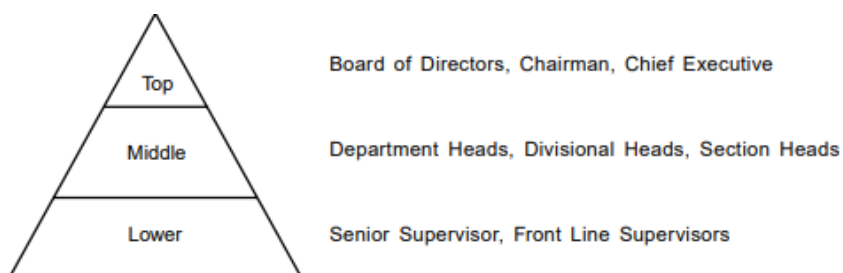 Top
Board of Directors, Chairman, Chief Executive
Middle
Department Heads, Divisional Heads, Section Heads
Lower
Senior Supervisor, Front Line Supervisors